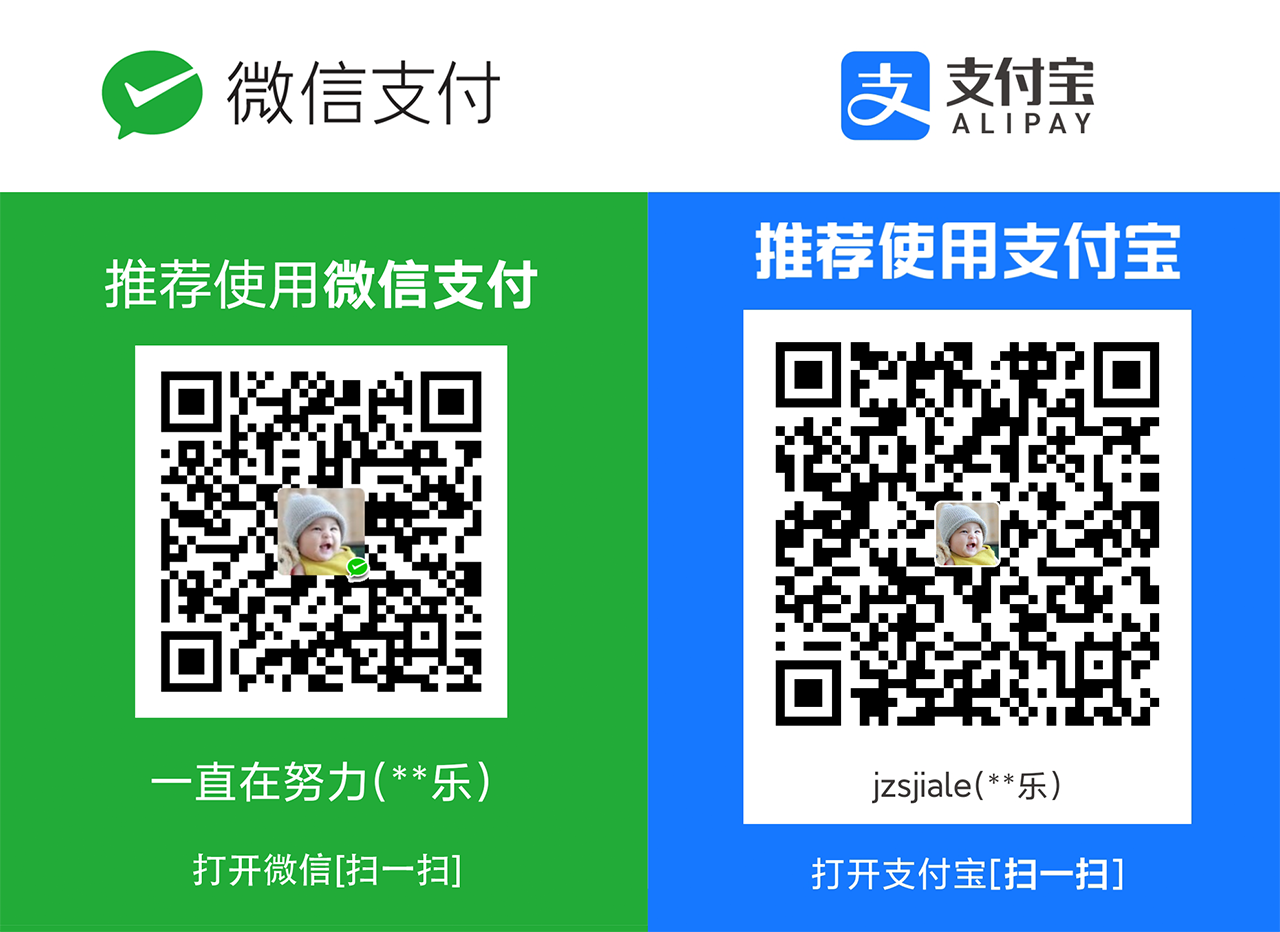 微信支付
支付宝
ALIPAY
推荐使用微信支付
一直在努力(**乐)
打开微信[扫一扫]
推荐使用支付宝
jzsjiale(**乐)
打开支付宝[扫一扫]